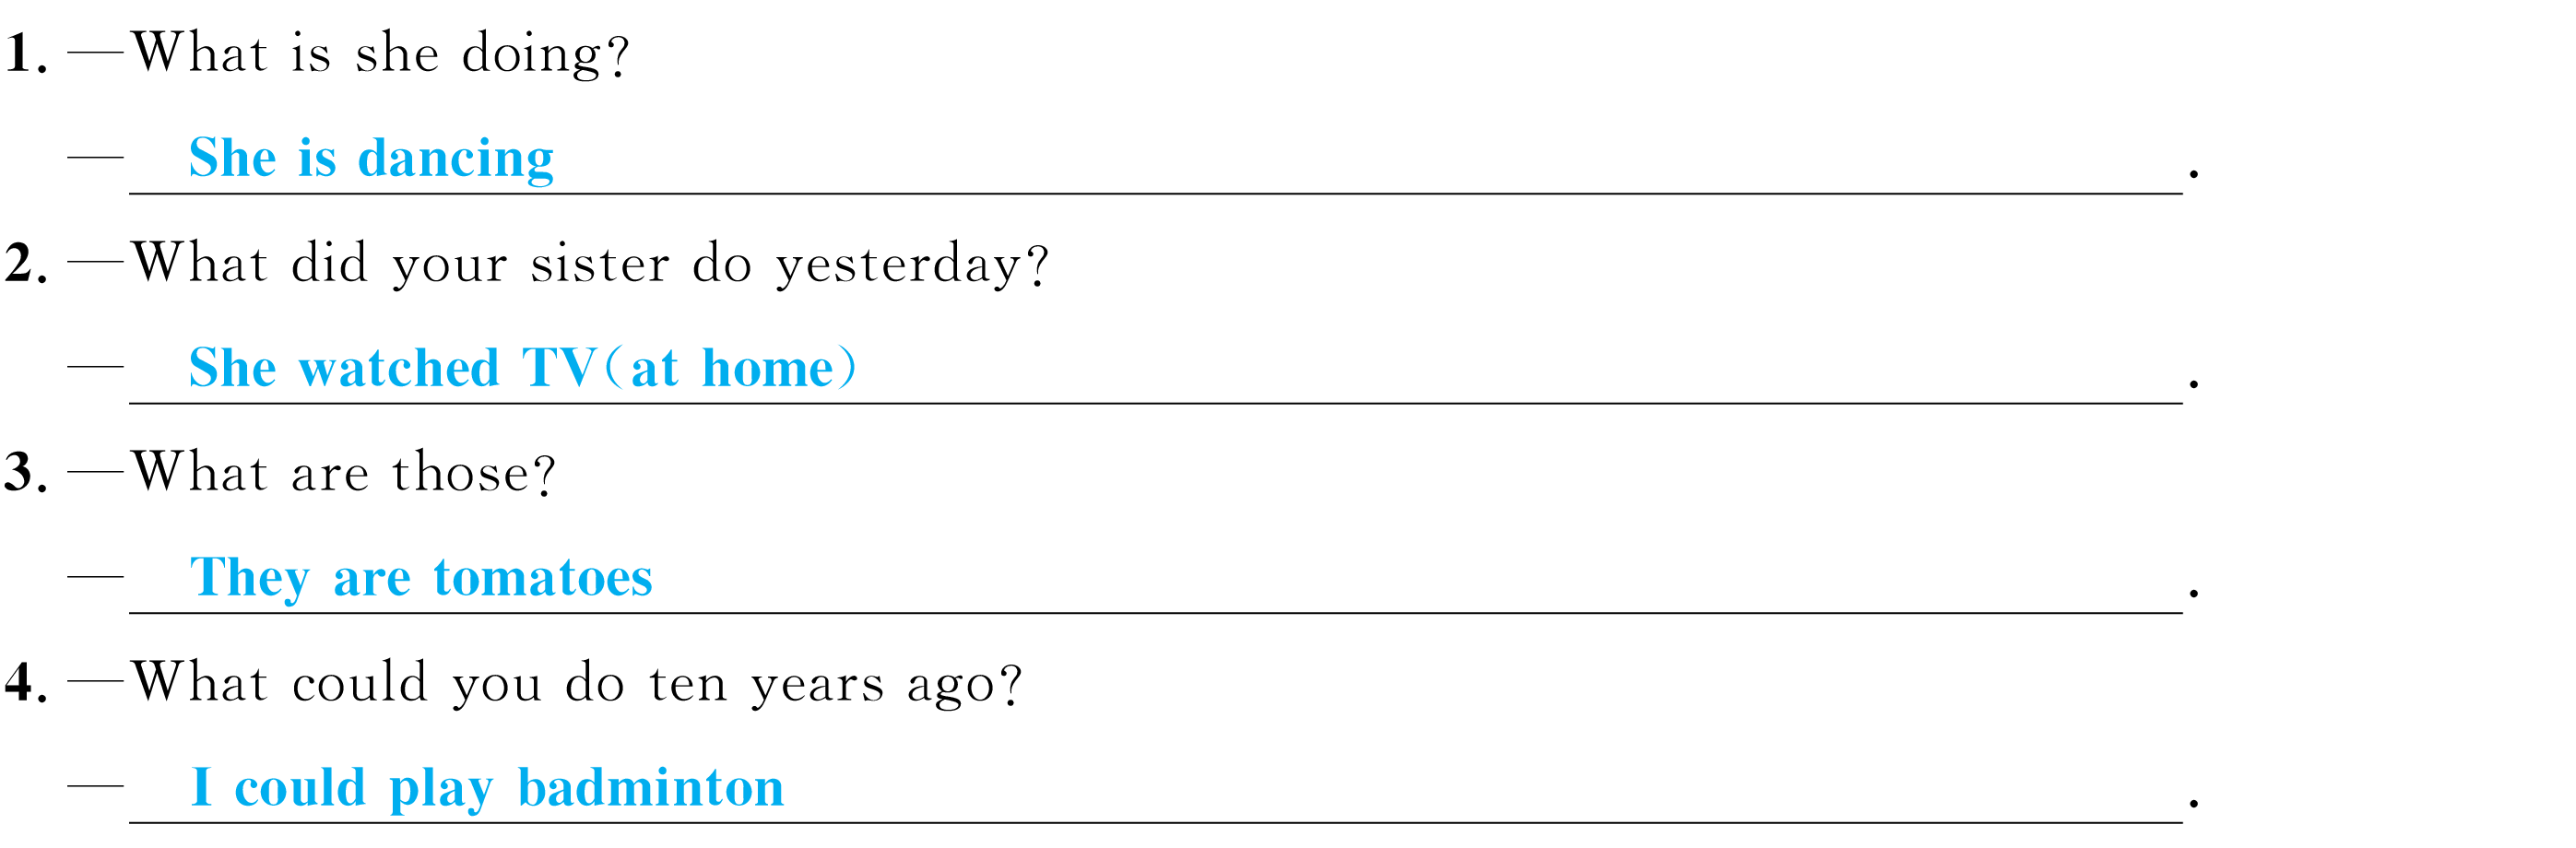 1. —What is she doing?
— She is dancing.
2. —What did your sister do yesterday?
— She watched TV（at home）.
3. —What are those?
— They are tomatoes.
4. —What could you do ten years ago?
— I could play badminton.